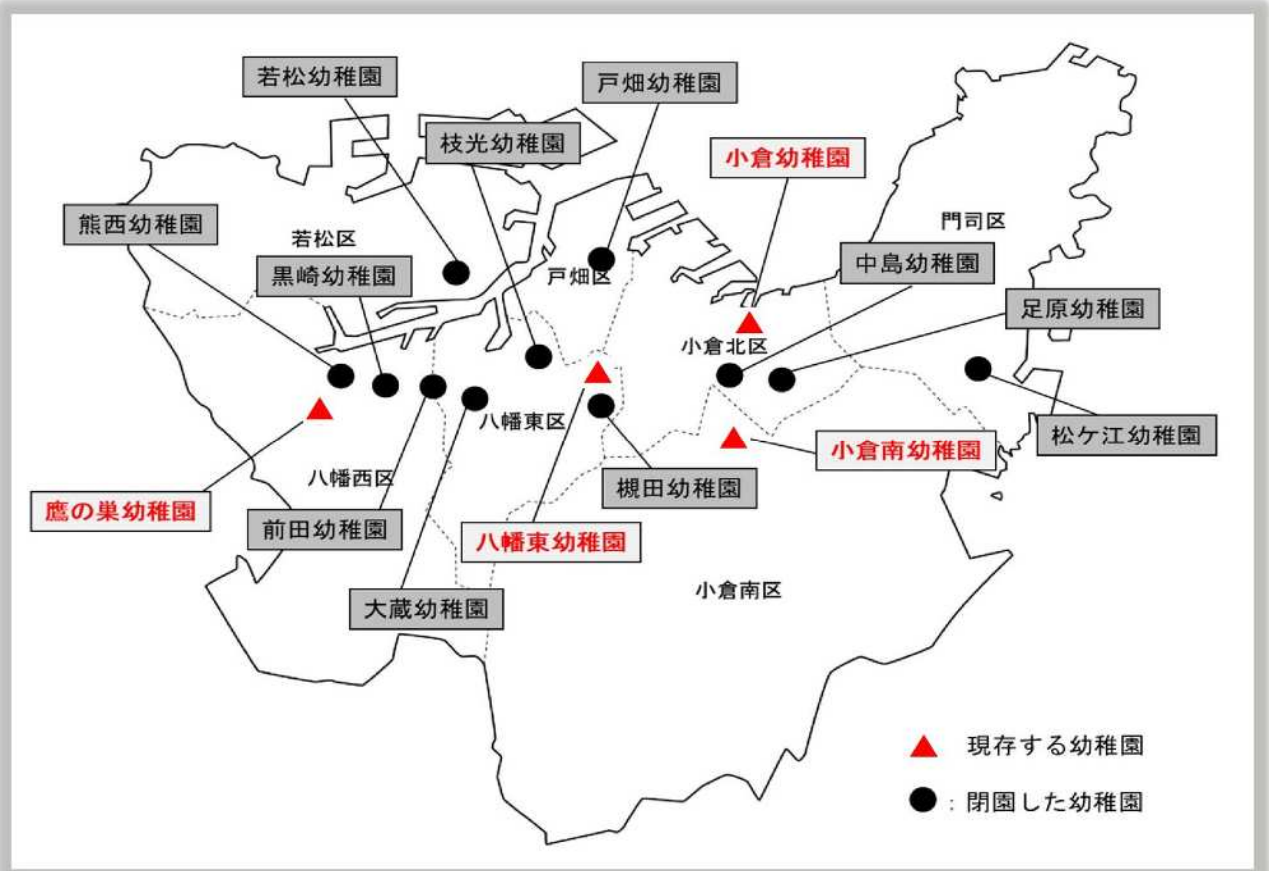 若松幼稚園
戸畑幼稚園
枝光幼稚園
小倉幼稚園
熊西幼稚園
門司区
若松区
中島幼稚園
黒崎幼稚園
戸畑区
足原幼稚園
小倉北区
八幡東区
松ケ江幼稚園
小倉南幼稚園
八幡西区
槻田幼稚園
鷹の巣幼稚園
前田幼稚園
八幡東幼稚園
小倉南区
大蔵幼稚園
現存する幼稚園
: 閉園した幼稚園